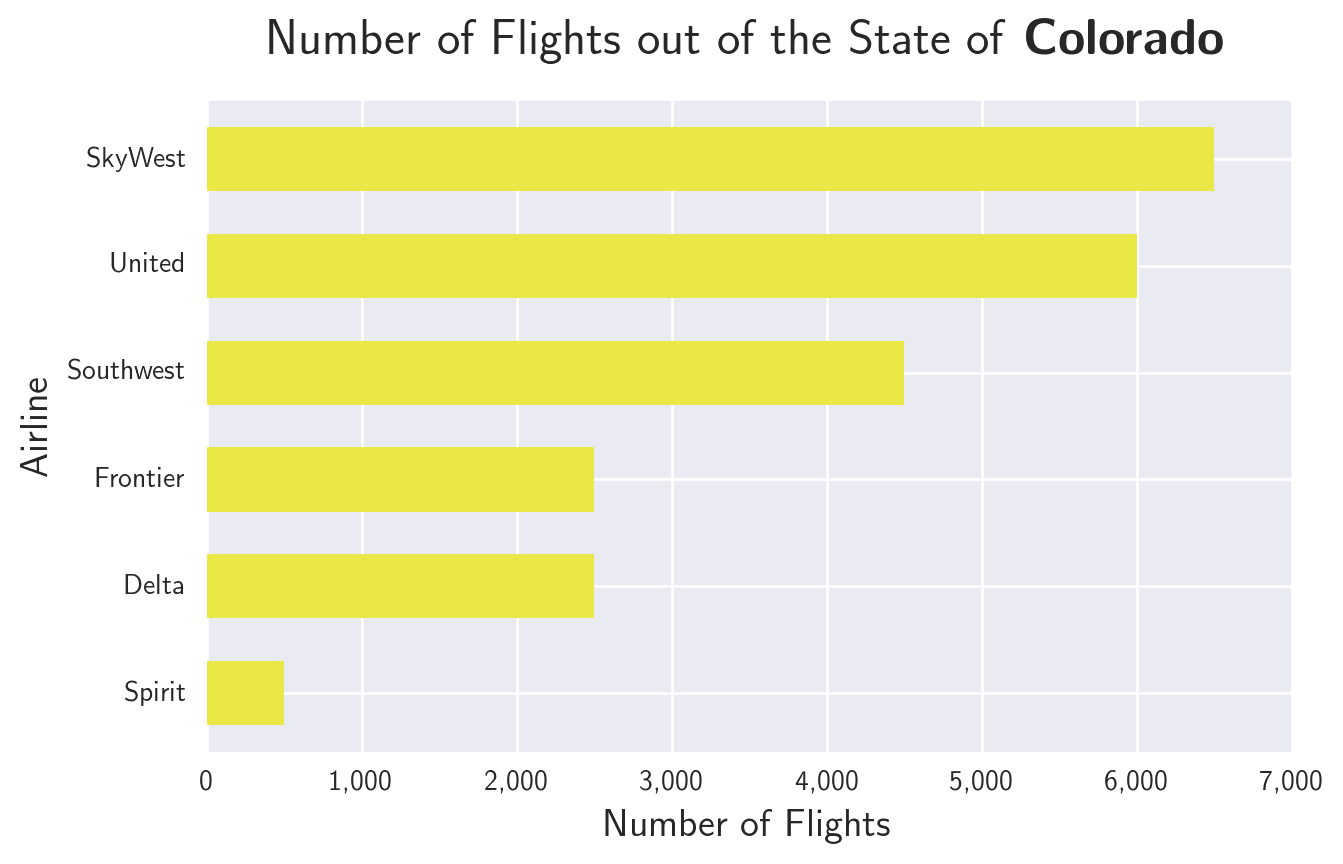 Number of Flights out of the State of Colorado
SkyWest
United
Southwest
Frontier
Delta
Spirit
Airline
0 1,000 2,000 3,000 4,000 5,000 6,000 7,000
Number of Flights